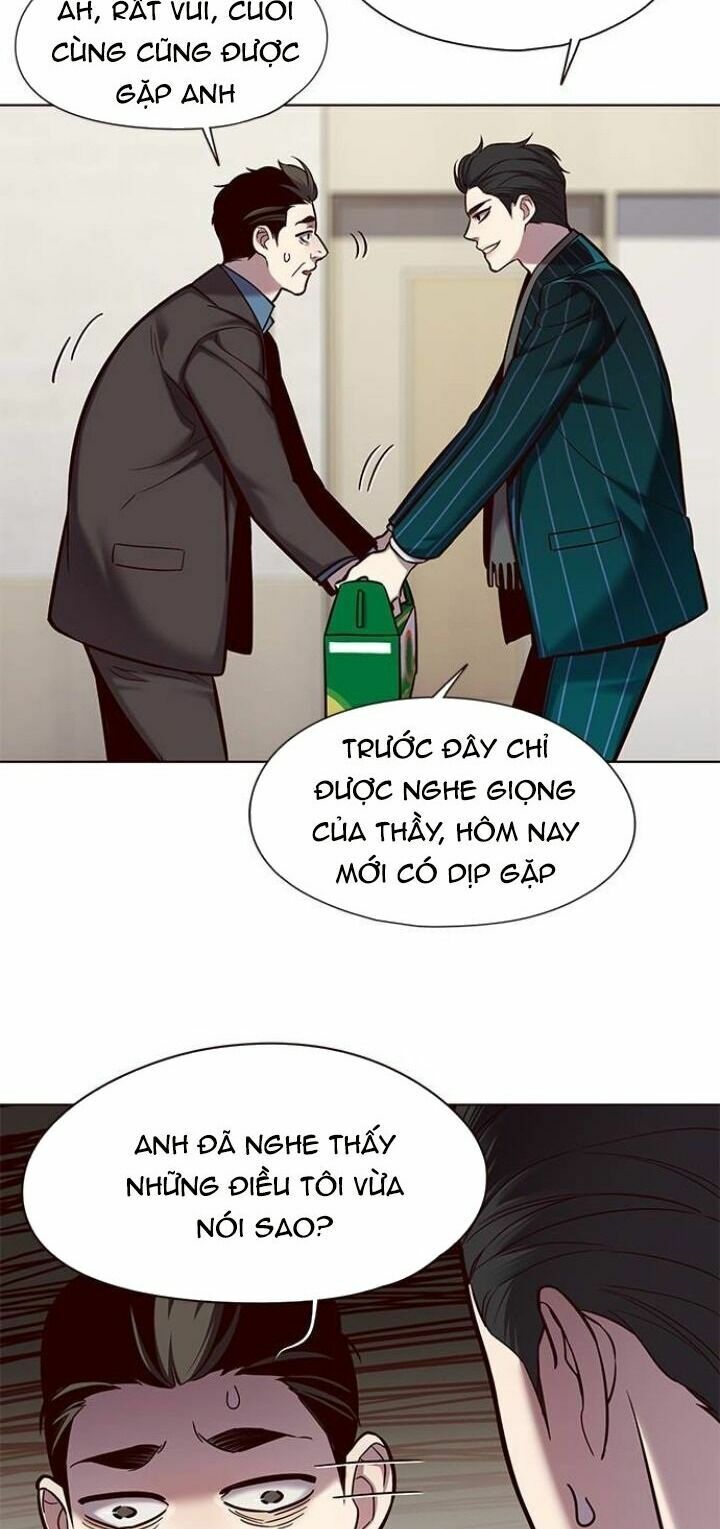 AH, RẤT VUI, CUỐI
CÙNG CŨNG ĐƯỢC
GẶP ANH
TRƯỚC ĐÂY CHỈ
ĐƯỢC NGHE GIỌNG
CỦA THẦY, HÔM NAY
MỚI CÓ DỊP GẶP
ANH ĐÃ NGHE THẤY
NHỮNG ĐIỀU TÔI VỪA
NÓI SAO?